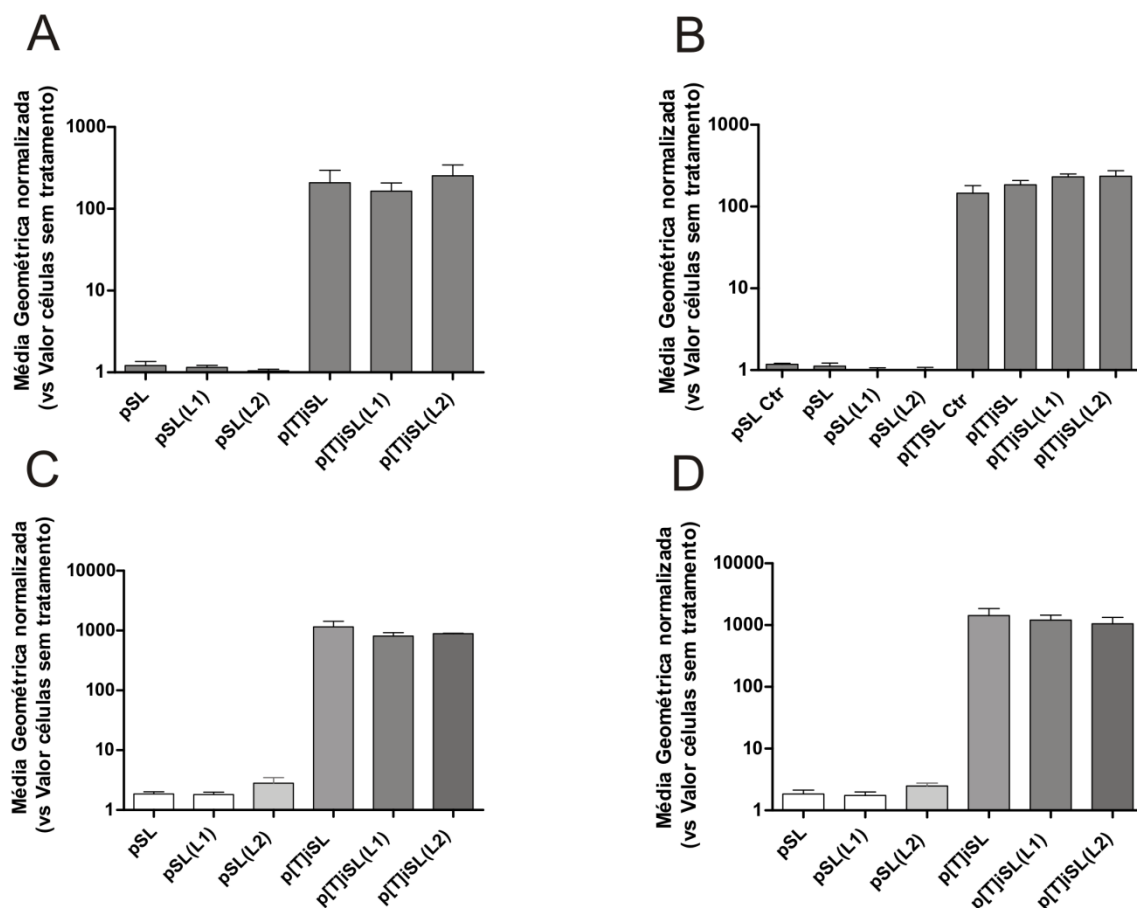 A
Média Geométrica normalizada
(vs Valor células sem tratamento)
1000
100
10
1
pSL
pSL(L1)
pSL(L2)
p[T]iSL
p[T]iSL(L1)
p[T]iSL(L2)
B
Média Geométrica normalizada
(vs Valor células sem tratamento)
1000
100
10
1
pSL Ctr
pSL
pSL(L1)
pSL(L2)
p[T]SL Ctr
p[T]iSL
p[T]iSL(L1)
p[T]iSL(L2)
C
Média Geométrica normalizada
(vs Valor células sem tratamento)
10000
1000
100
10
1
pSL
pSL(L1)
pSL(L2)
p[T]iSL
p[T]iSL(L1)
p[T]iSL(L2)
D
Média Geométrica normalizada
(vs Valor células sem tratamento)
10000
1000
100
10
1
pSL
pSL(L1)
pSL(L2)
p[T]iSL
p[T]iSL(L1)
p[T]iSL(L2)